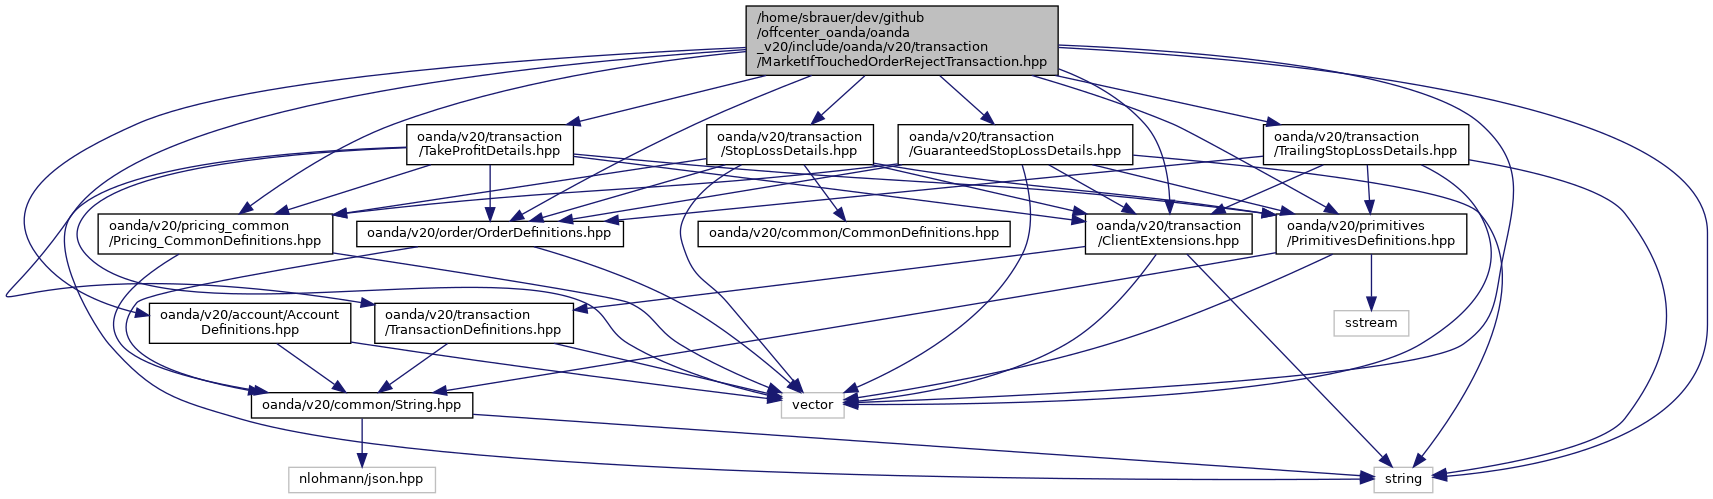 /home/sbrauer/dev/github
/offcenter_oanda/oanda
_v20/include/oanda/v20/transaction
/MarketIfTouchedOrderRejectTransaction.hpp
oanda/v20/transaction
/TakeProfitDetails.hpp
oanda/v20/transaction
/StopLossDetails.hpp
oanda/v20/transaction
/GuaranteedStopLossDetails.hpp
oanda/v20/transaction
/TrailingStopLossDetails.hpp
oanda/v20/pricing_common
/Pricing_CommonDefinitions.hpp
oanda/v20/order/OrderDefinitions.hpp
oanda/v20/common/CommonDefinitions.hpp
oanda/v20/transaction
/ClientExtensions.hpp
oanda/v20/primitives
/PrimitivesDefinitions.hpp
oanda/v20/account/Account
Definitions.hpp
oanda/v20/transaction
/TransactionDefinitions.hpp
sstream
oanda/v20/common/String.hpp
vector
nlohmann/json.hpp
string